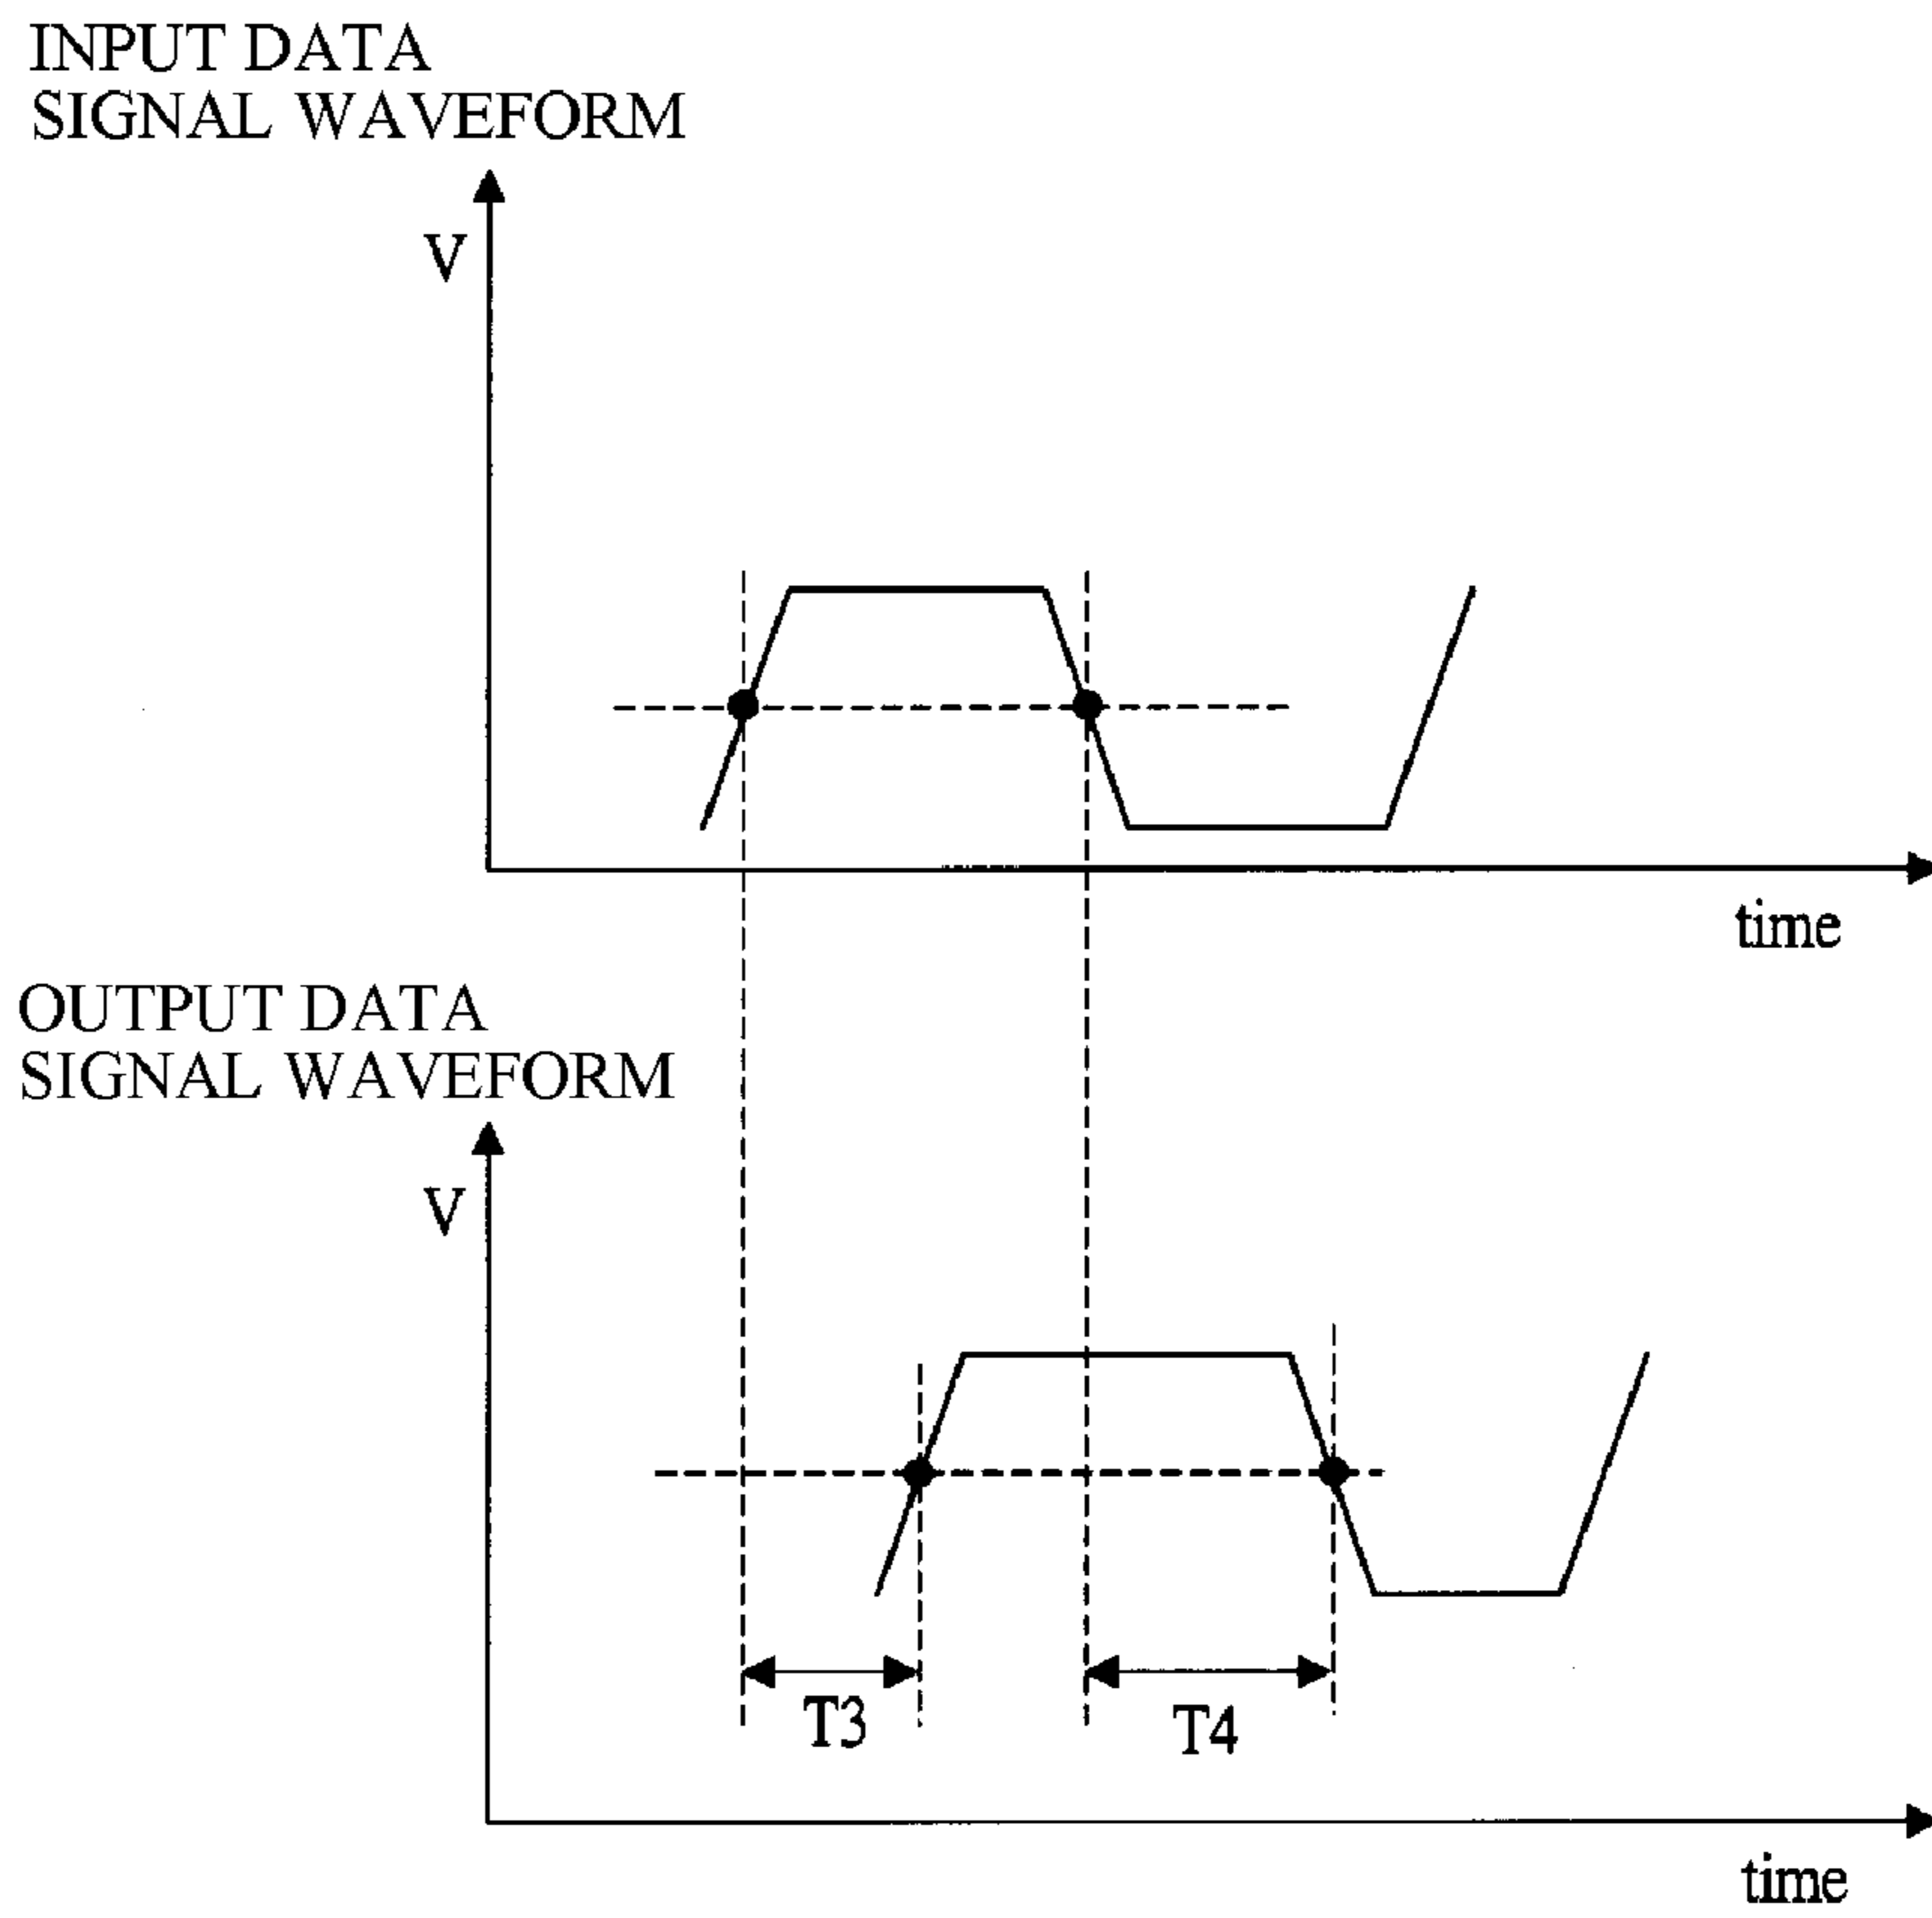 INPUT DATA
SIGNAL WAVEFORM
V
time
OUTPUT DATA
SIGNAL WAVEFORM
V
T3
T4
time